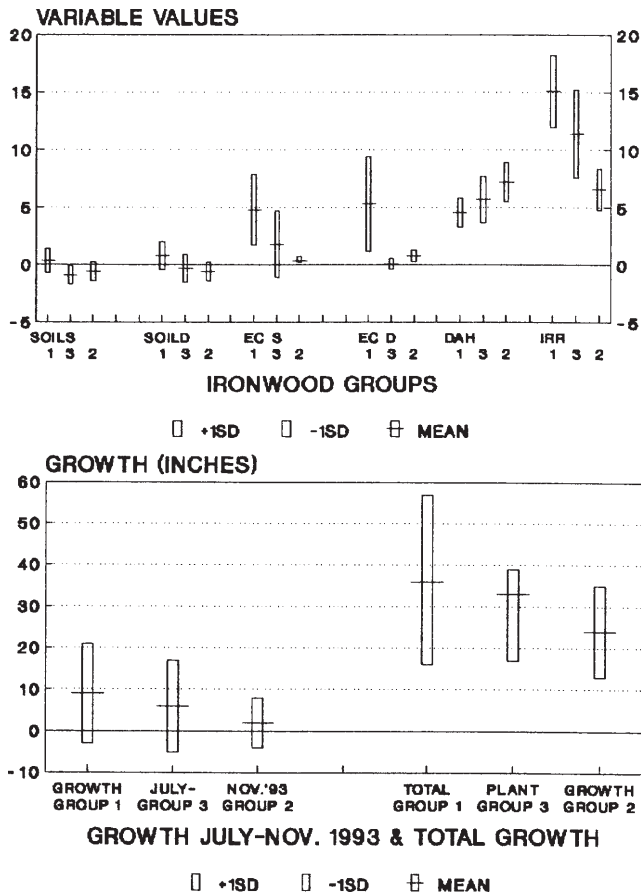 VARIABLE VALUES
20 20
15 15
10 10
5 5
0 0
-5 -5
SOILS SOILD EC S EC D DAH IRR
1 3 2 1 3 2 1 3 2 1 3 2 1 3 2 1 3 2
IRONWOOD GROUPS
+1SD -1SD MEAN
GROWTH (INCHES)
60
50
40
30
20
10
0
-10
GROWTH JULY- NOV.'93 TOTAL PLANT GROWTH
GROUP 1 GROUP 3 GROUP 2 GROUP 1 GROUP 3 GROUP 2
GROWTH JULY-NOV. 1993 & TOTAL GROWTH
+1SD -1SD MEAN